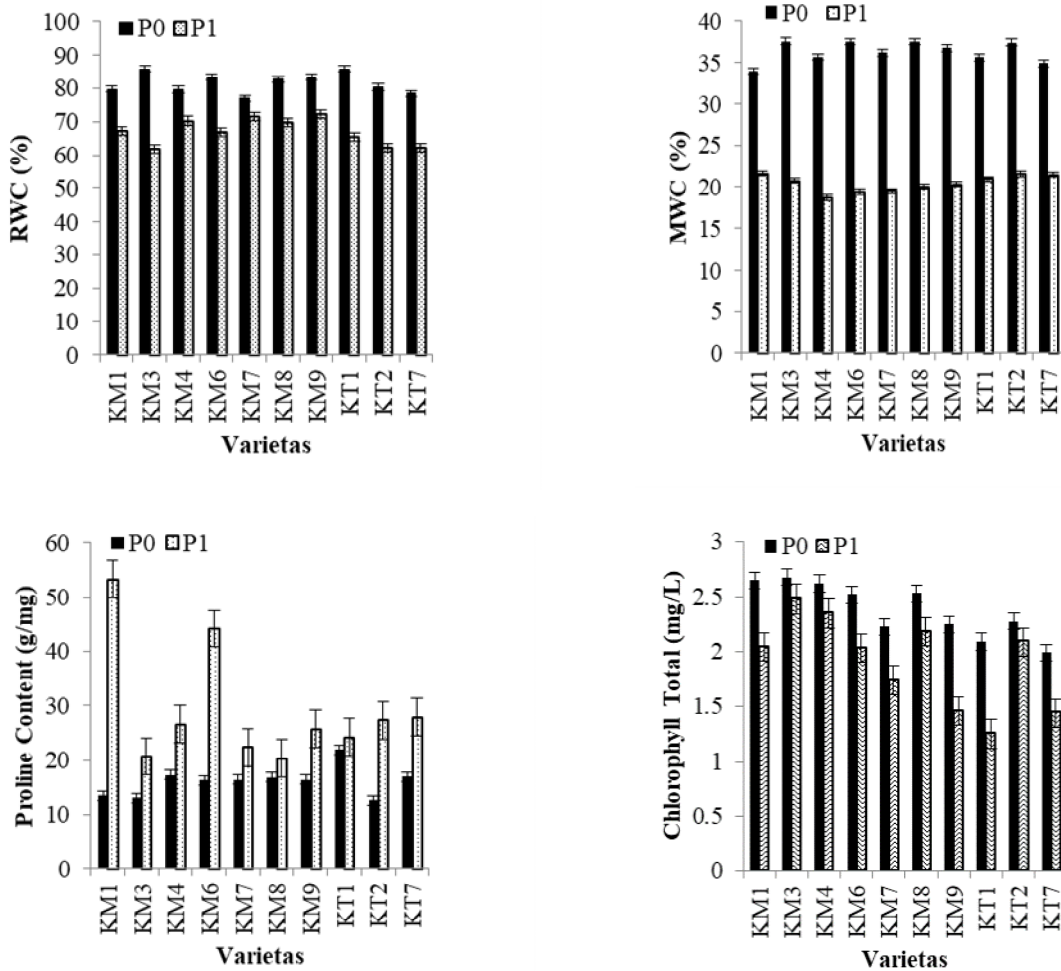 P0 P1
RWC (%)
100
90
80
70
60
50
40
30
20
10
0
KM1 KM3 KM4 KM6 KM7 KM8 KM9 KT1 KT2 KT7
Varietas
P0 P1
MWC (%)
40
35
30
25
20
15
10
5
0
KM1 KM3 KM4 KM6 KM7 KM8 KM9 KT1 KT2 KT7
Varietas
P0 P1
Proline Content (g/mg)
60
50
40
30
20
10
0
KM1 KM3 KM4 KM6 KM7 KM8 KM9 KT1 KT2 KT7
Varietas
P0 P1
Chlorophyll Total (mg/L)
3
2.5
2
1.5
1
0.5
0
KM1 KM3 KM4 KM6 KM7 KM8 KM9 KT1 KT2 KT7
Varietas